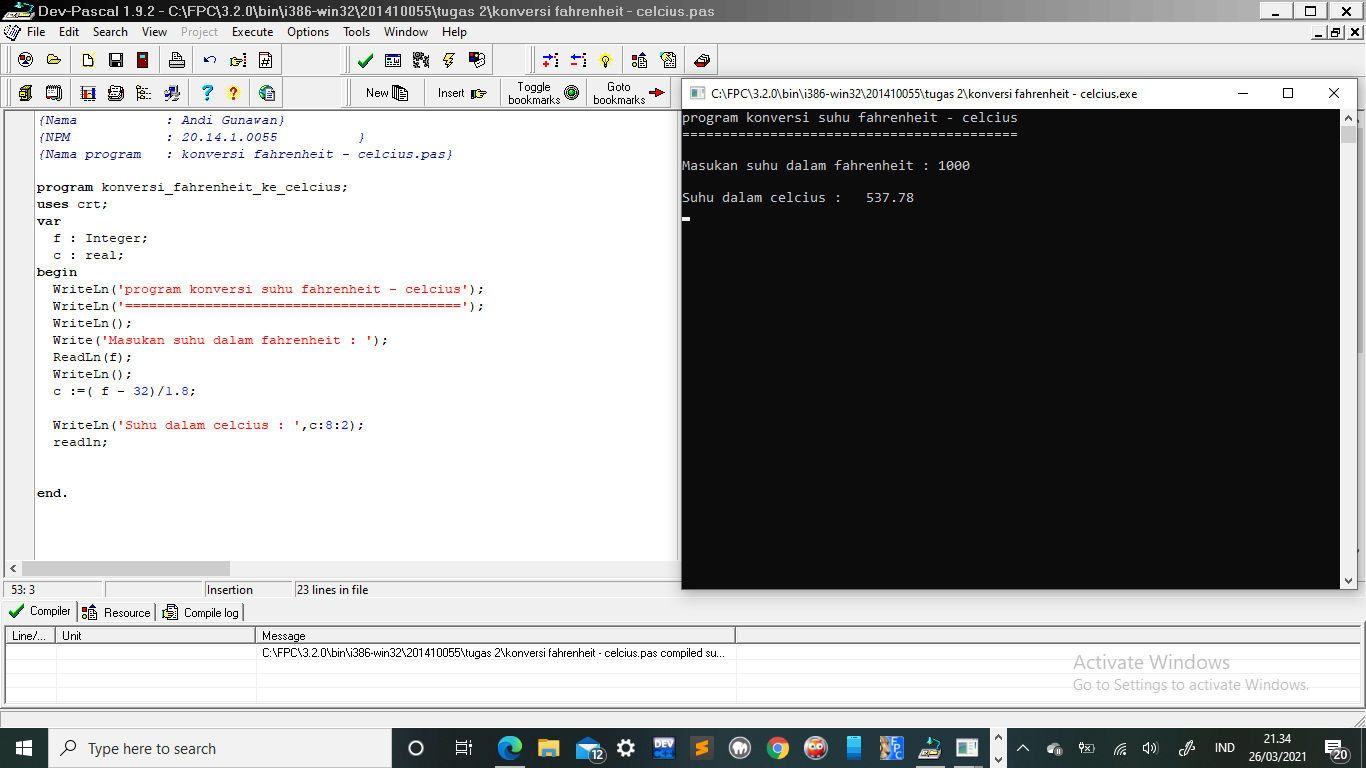 Dev-Pascal 1.9.2 - C:\FPC\3.2.0\bin\i386-win32\201410055\tugas 2\konversi fahrenheit - celcius.pas
File Edit Search View Project Execute Options Tools Window Help
New Insert Toggle bookmarks Goto bookmarks
{Nama : Andi Gunawan}
{NPM : 20.14.1.0055 }
{Nama program : konversi fahrenheit - celcius.pas}
program konversi_fahrenheit_ke_celcius;
uses crt;
var
f : Integer;
c : real;
begin
WriteLn('program konversi suhu fahrenheit - celcius');
WriteLn('==========================================');
WriteLn();
Write('Masukan suhu dalam fahrenheit : ');
ReadLn(f);
WriteLn();
c :=( f - 32)/1.8;
WriteLn('Suhu dalam celcius : ',c:8:2);
readln;
end.
C:\FPC\3.2.0\bin\i386-win32\201410055\tugas 2\konversi fahrenheit - celcius.exe
program konversi suhu fahrenheit - celcius
==========================================
Masukan suhu dalam fahrenheit : 1000
Suhu dalam celcius :   537.78
53: 3 Insertion 23 lines in file
Compiler Resource Compile log
Line/... Unit Message
C:\FPC\3.2.0\bin\i386-win32\201410055\tugas 2\konversi fahrenheit - celcius.pas compiled su...
Activate Windows
Go to Settings to activate Windows.
Type here to search
12
DEV
IND
21.34
26/03/2021
20